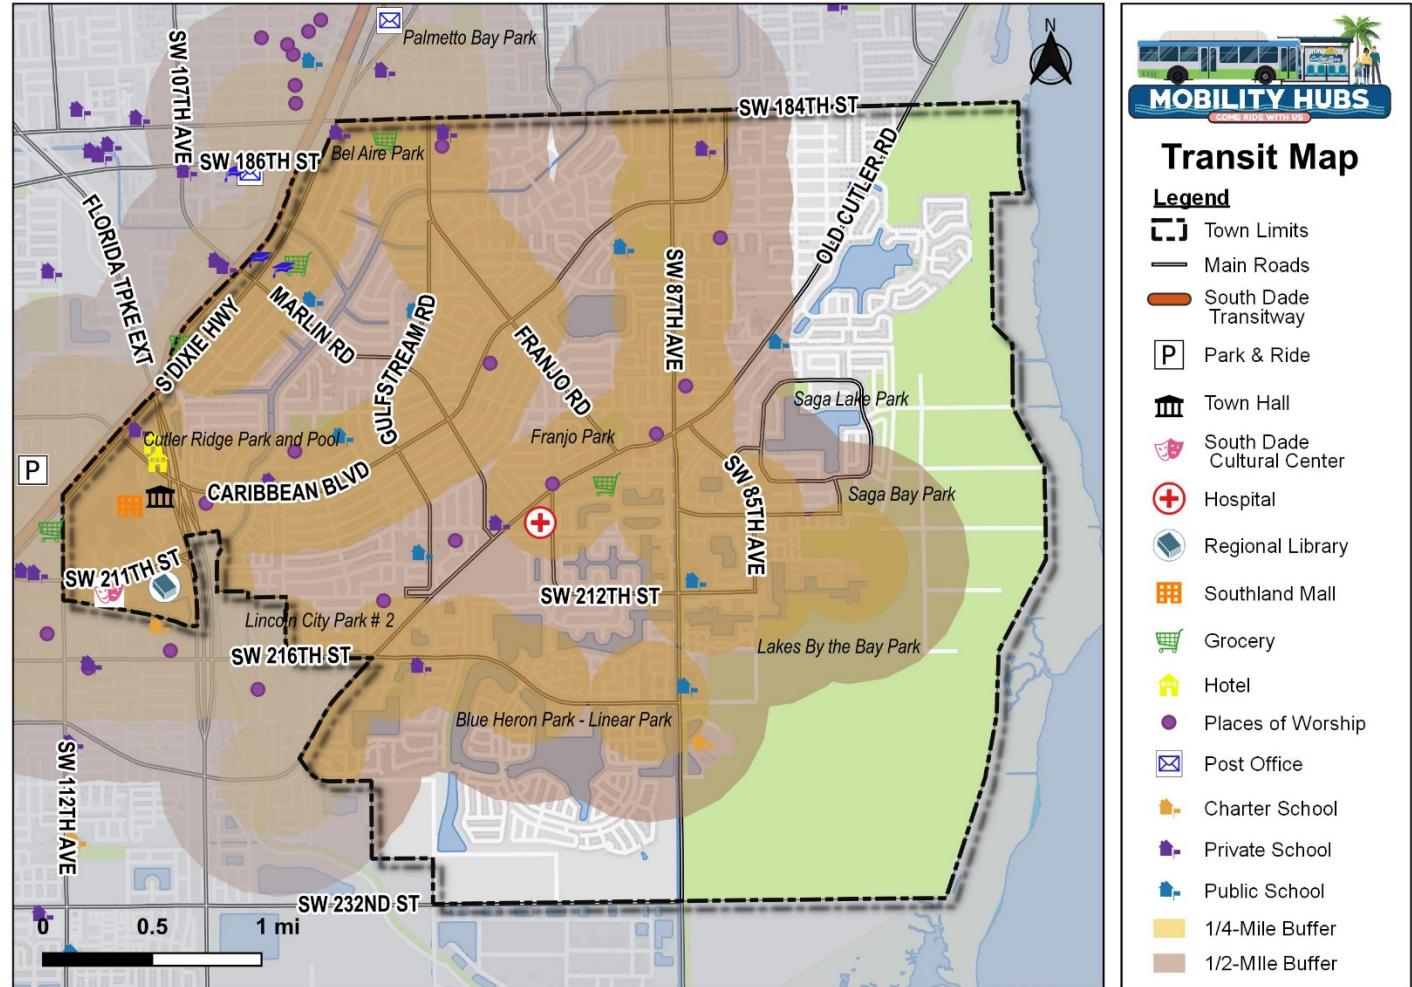 Palmetto Bay Park
N
SW 107TH AVE
SW 184TH ST
Bel Aire Park
SW 186TH ST
OLD CUTLER RD
FLORIDA TPKE EXT
SW 87TH AVE
MARLIN RD
S DIXIE HWY
GULFSTREAM RD
FRANJO RD
Saga Lake Park
Cutler Ridge Park and Pool
Franjo Park
P
CARIBBEAN BLVD
SW 85TH AVE
Saga Bay Park
SW 211TH ST
SW 212TH ST
Lincoln City Park # 2
SW 216TH ST
Lakes By the Bay Park
Blue Heron Park - Linear Park
SW 112TH AVE
SW 232ND ST
0 0.5 1 mi
MOBILITY HUBS
COME RIDE WITH US
Transit Map
Legend
Town Limits
Main Roads
South Dade
Transitway
P Park & Ride
Town Hall
South Dade
Cultural Center
Hospital
Regional Library
Southland Mall
Grocery
Hotel
Places of Worship
Post Office
Charter School
Private School
Public School
1/4-Mile Buffer
1/2-MIle Buffer